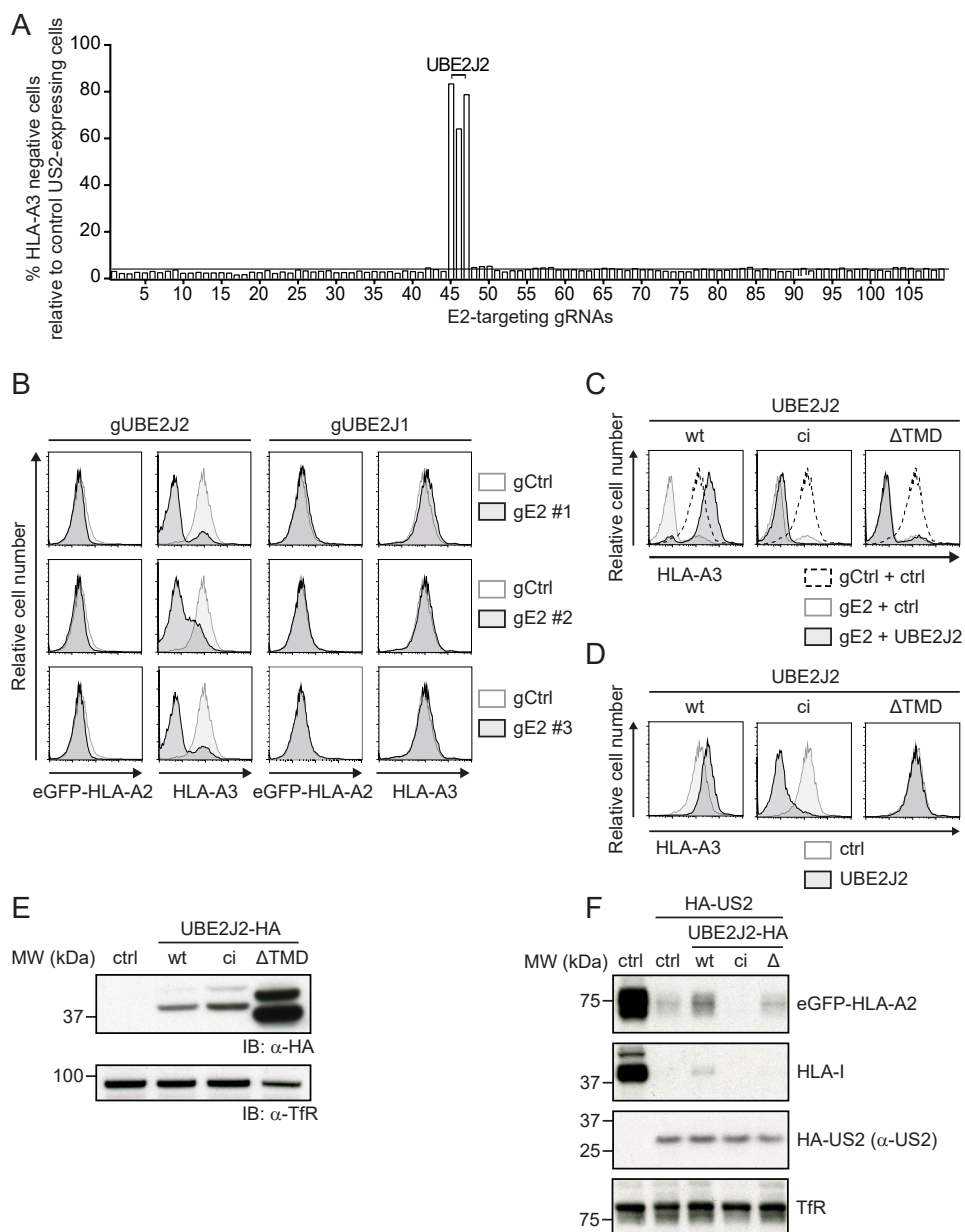 A
% HLA-A3 negative cells
relative to control US2-expressing cells
100
80
60
40
20
0
UBE2J2
5 10 15 20 25 30 35 40 45 50 55 60 65 70 75 80 85 90 95 100 105
E2-targeting gRNAs
B
gUBE2J2 gUBE2J1
Relative cell number
gCtrl
gE2 #1
gCtrl
gE2 #2
gCtrl
gE2 #3
eGFP-HLA-A2 HLA-A3 eGFP-HLA-A2 HLA-A3
C
UBE2J2
wt ci ΔTMD
Relative cell number
HLA-A3
gCtrl + ctrl
gE2 + ctrl
gE2 + UBE2J2
D
UBE2J2
wt ci ΔTMD
Relative cell number
HLA-A3
ctrl
UBE2J2
E
UBE2J2-HA
MW (kDa) ctrl wt ci ΔTMD
37
IB: α-HA
100
IB: α-TfR
F
HA-US2
UBE2J2-HA
MW (kDa) ctrl ctrl wt ci Δ
75 eGFP-HLA-A2
37 HLA-I
37
25 HA-US2 (α-US2)
75 TfR